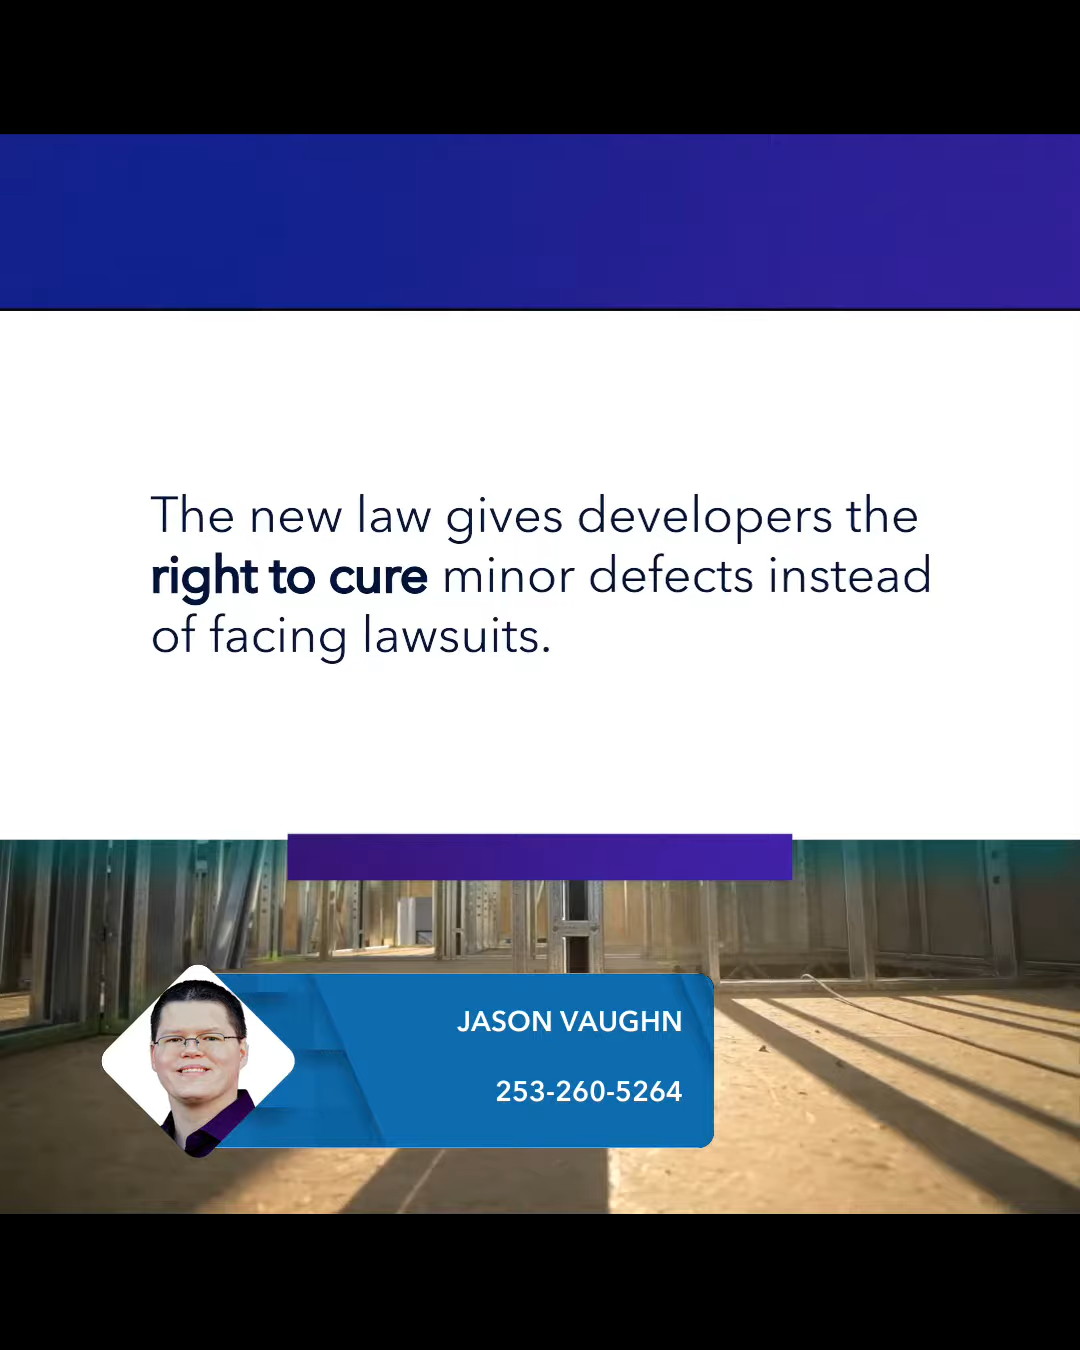 The new law gives developers the
right to cure minor defects instead
of facing lawsuits.
JASON VAUGHN
253-260-5264